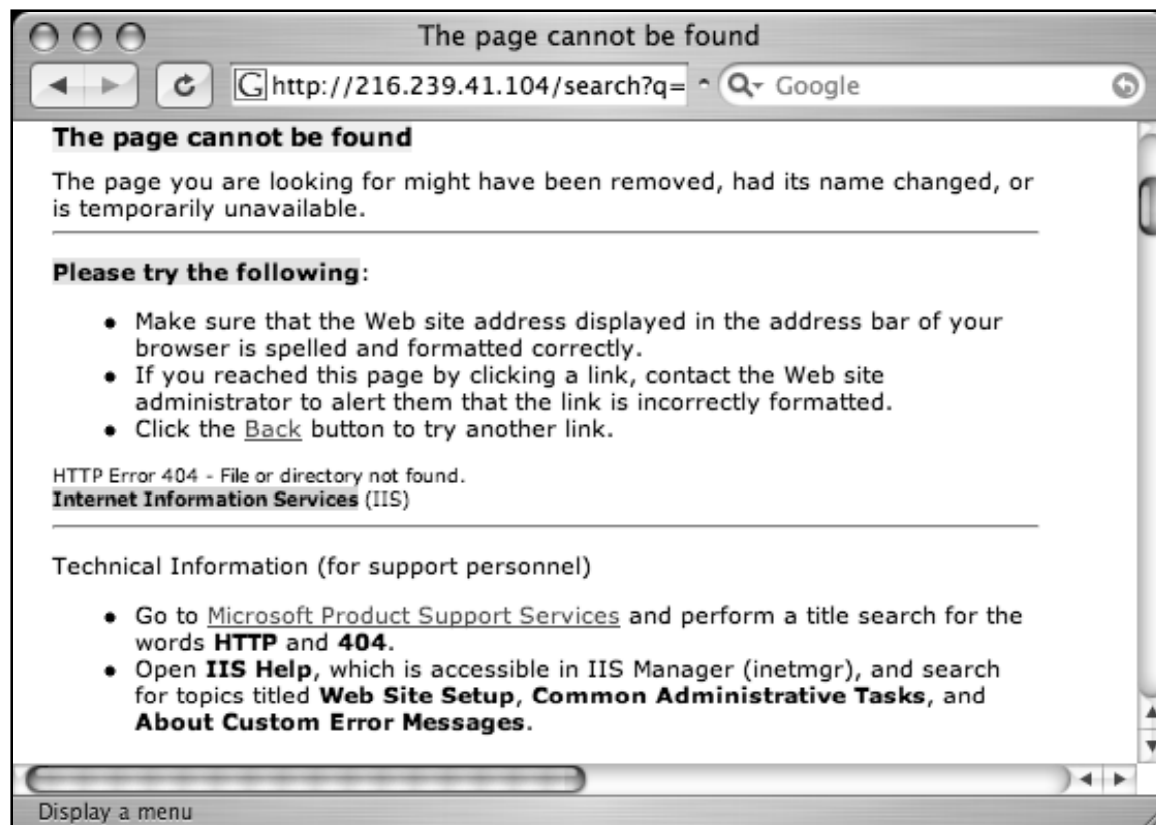 The page cannot be found
http://216.239.41.104/search?q=
Google
The page cannot be found
The page you are looking for might have been removed, had its name changed, or
is temporarily unavailable.
Please try the following:
● Make sure that the Web site address displayed in the address bar of your
browser is spelled and formatted correctly.
● If you reached this page by clicking a link, contact the Web site
administrator to alert them that the link is incorrectly formatted.
● Click the Back button to try another link.
HTTP Error 404 - File or directory not found.
Internet Information Services (IIS)
Technical Information (for support personnel)
● Go to Microsoft Product Support Services and perform a title search for the
words HTTP and 404.
● Open IIS Help, which is accessible in IIS Manager (inetmgr), and search
for topics titled Web Site Setup, Common Administrative Tasks, and
About Custom Error Messages.
Display a menu